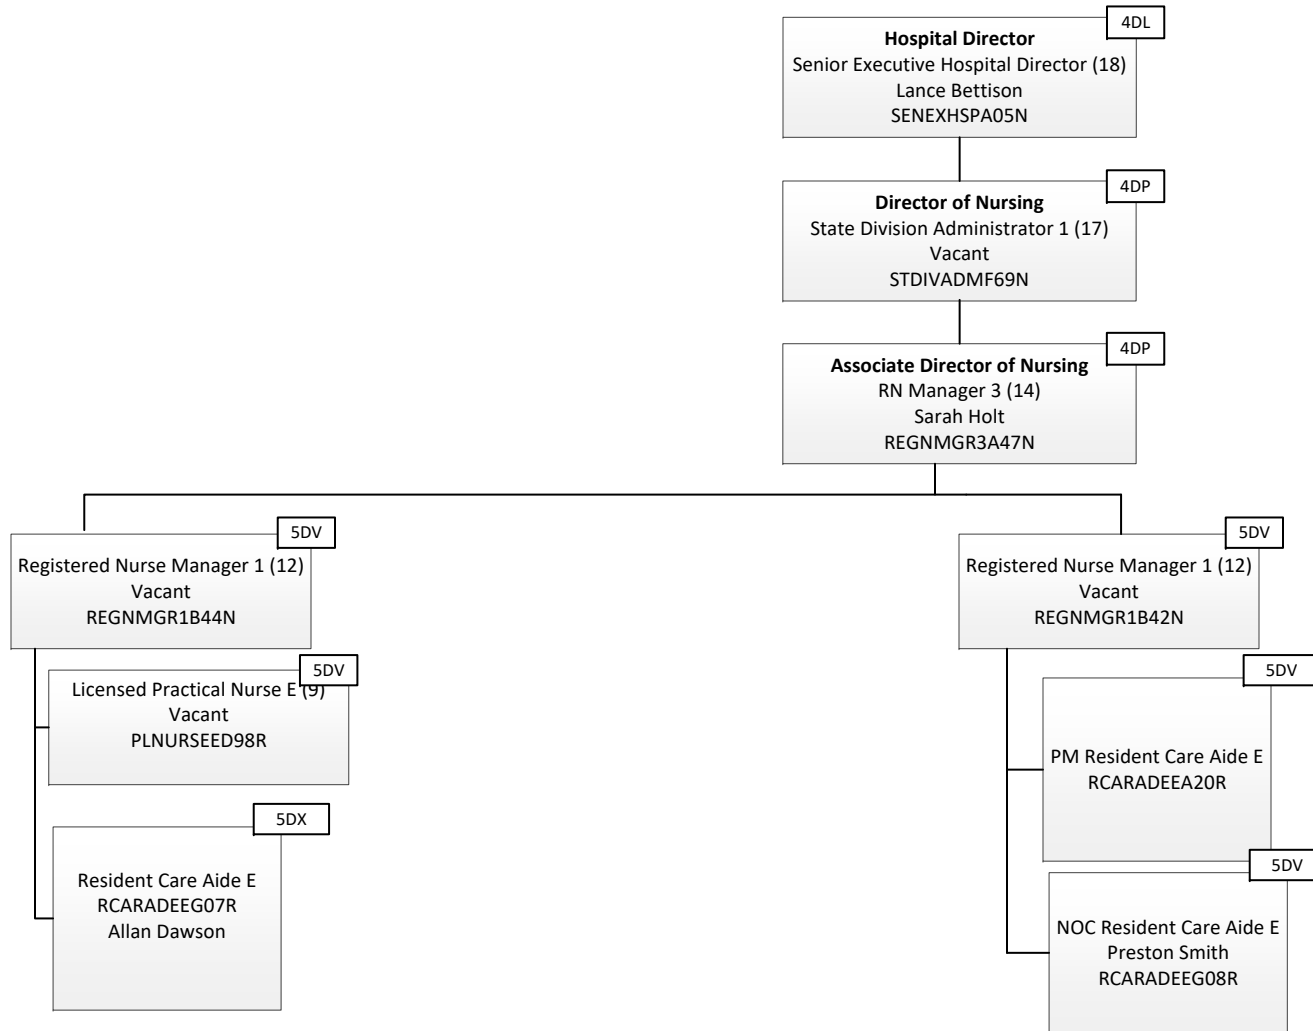 4DL
Hospital Director
Senior Executive Hospital Director (18)
Lance Bettison
SENEXHSPA05N
4DP
Director of Nursing
State Division Administrator 1 (17)
Vacant
STDIVADMF69N
4DP
Associate Director of Nursing
RN Manager 3 (14)
Sarah Holt
REGNMGR3A47N
5DV
Registered Nurse Manager 1 (12)
Vacant
REGNMGR1B44N
5DV
Licensed Practical Nurse E (9)
Vacant
PLNURSEED98R
5DX
Resident Care Aide E
RCARADEEG07R
Allan Dawson
5DV
Registered Nurse Manager 1 (12)
Vacant
REGNMGR1B42N
5DV
PM Resident Care Aide E
RCARADEEA20R
5DV
NOC Resident Care Aide E
Preston Smith
RCARADEEG08R